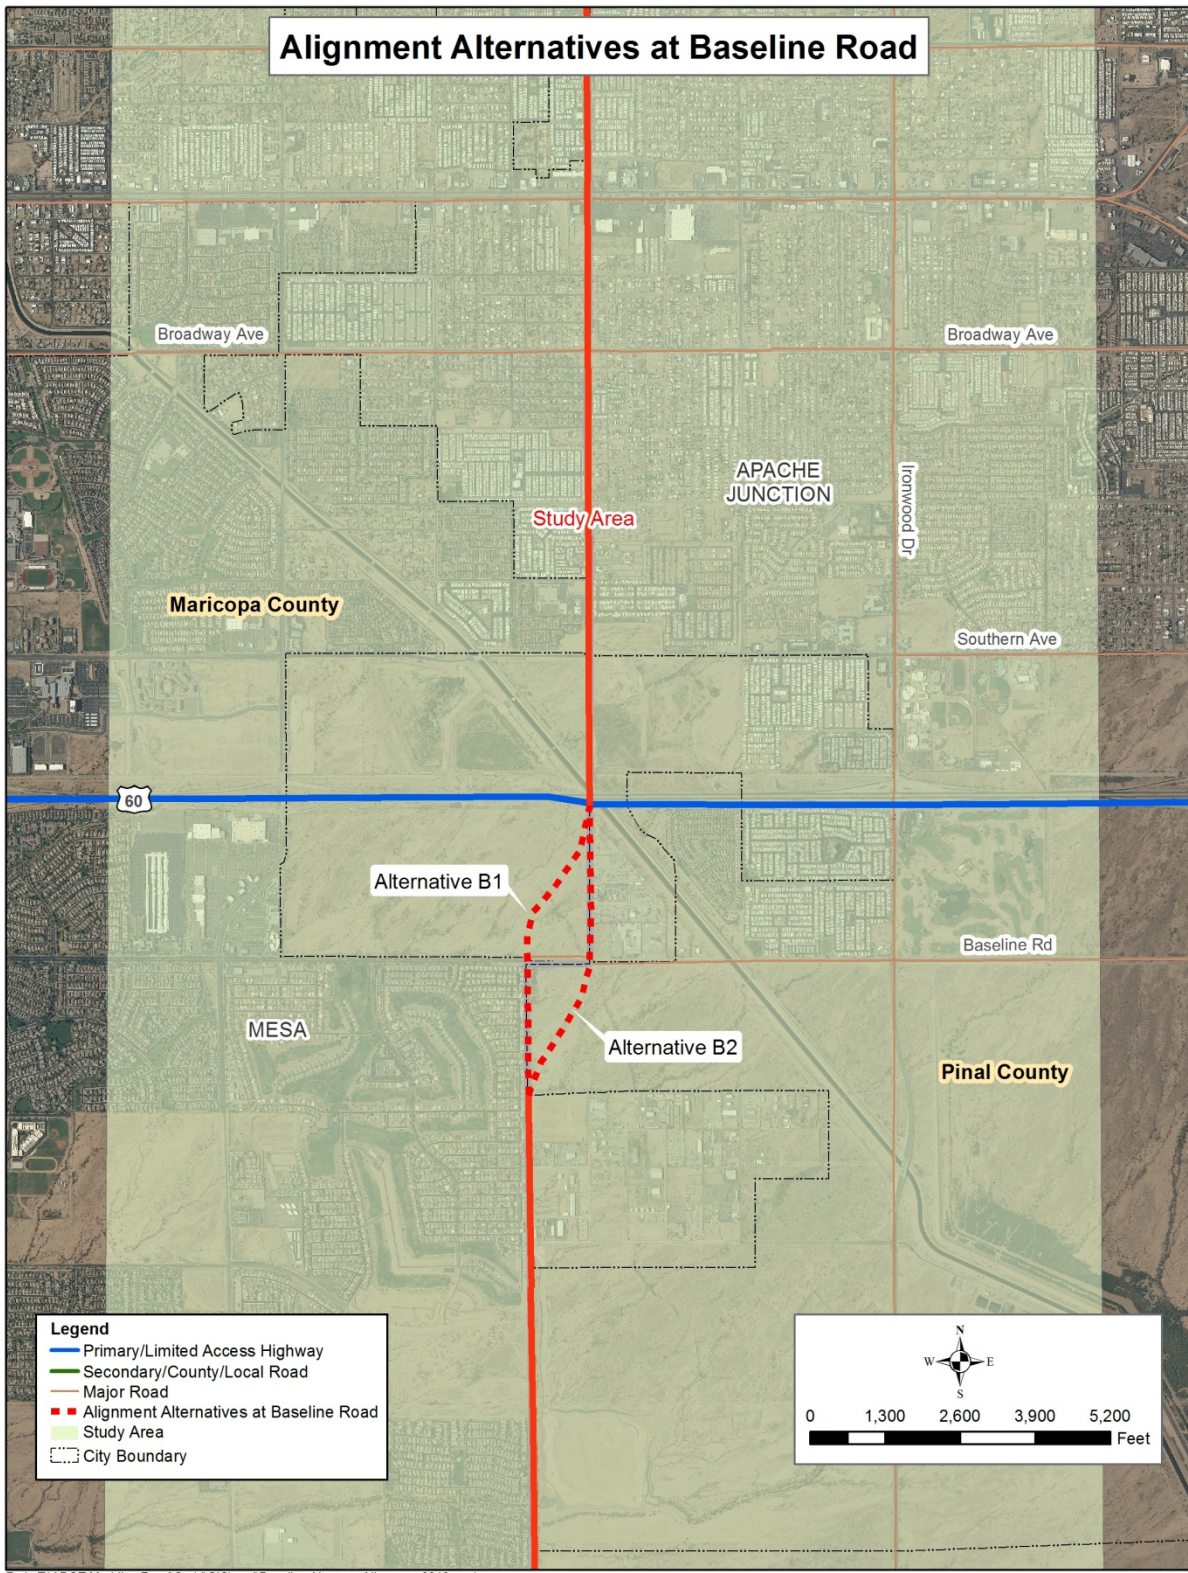 Alignment Alternatives at Baseline Road
Broadway Ave
Broadway Ave
APACHE
JUNCTION
Ironwood Dr
Study Area
Maricopa County
Southern Ave
60
Alternative B1
Baseline Rd
MESA
Alternative B2
Pinal County
Legend
Primary/Limited Access Highway
Secondary/County/Local Road
Major Road
Alignment Alternatives at Baseline Road
Study Area
City Boundary
N
W E
S
0 1,300 2,600 3,900 5,200
Feet